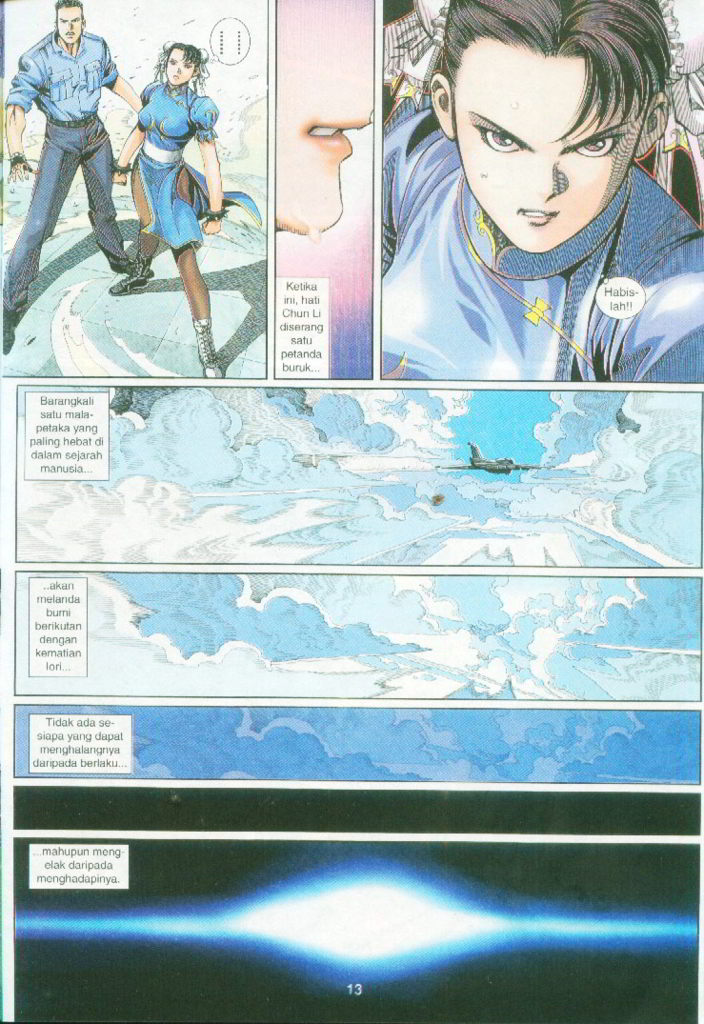 Ketika
ini, hati
Chun Li
diserang
satu
petanda
buruk...
Habis-
lah!!
Barangkali
satu mala-
petaka yang
paling hebat di
dalam sejarah
manusia...
..akan
melanda
bumi
berikutan
dengan
kematian
lori...
Tidak ada se-
siapa yang dapat
menghalangnya
daripada berlaku...
...mahupun meng-
elak daripada
menghadapinya.
13